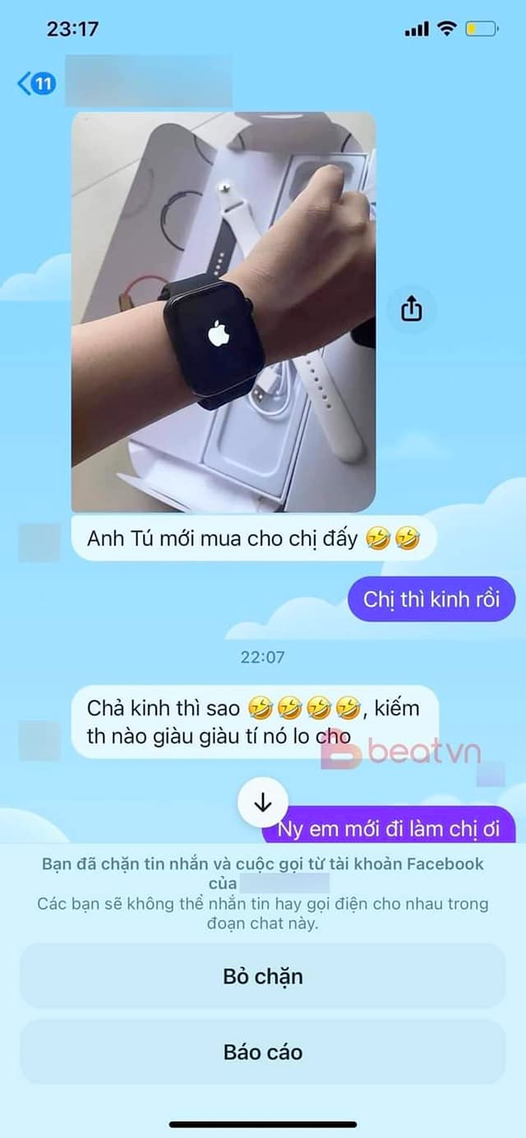 23:17
11
Anh Tú mới mua cho chị đấy 🤣🤣
Chị thì kinh rồi
22:07
Chả kinh thì sao 🤣🤣🤣🤣, kiếm
th nào giàu giàu tí nó lo cho
beatvn
Ny em mới đi làm chị ơi
Bạn đã chặn tin nhắn và cuộc gọi từ tài khoản Facebook
của
Các bạn sẽ không thể nhắn tin hay gọi điện cho nhau trong
đoạn chat này.
Bỏ chặn
Báo cáo